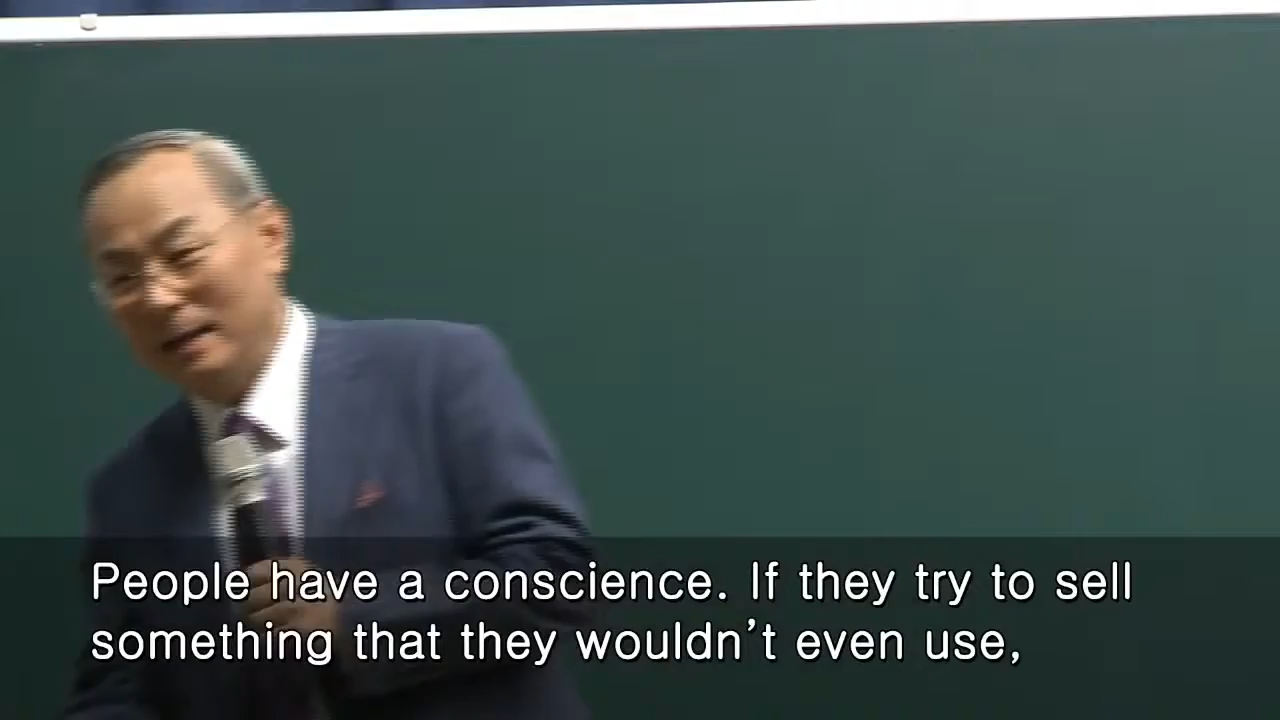 People have a conscience. If they try to sell
something that they wouldn't even use,